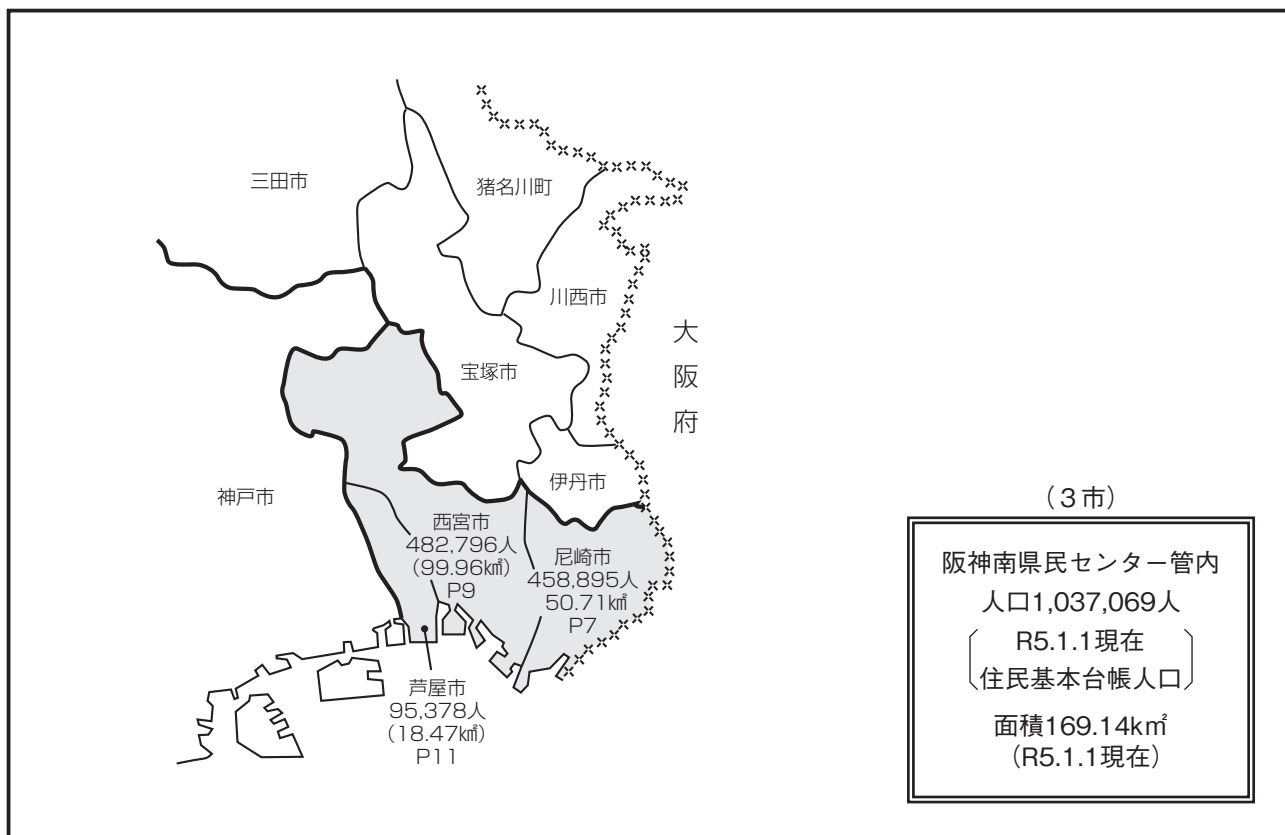 三田市
猪名川町
川西市
大阪府
宝塚市
伊丹市
神戸市
西宮市
482,796人
(99.96㎢)
P9
尼崎市
458,895人
50.71㎢
P7
芦屋市
95,378人
(18.47㎢)
P11
（３市）
阪神南県民センター管内
人口1,037,069人
R5.1.1現在
住民基本台帳人口
面積169.14k㎡
（R5.1.1現在）